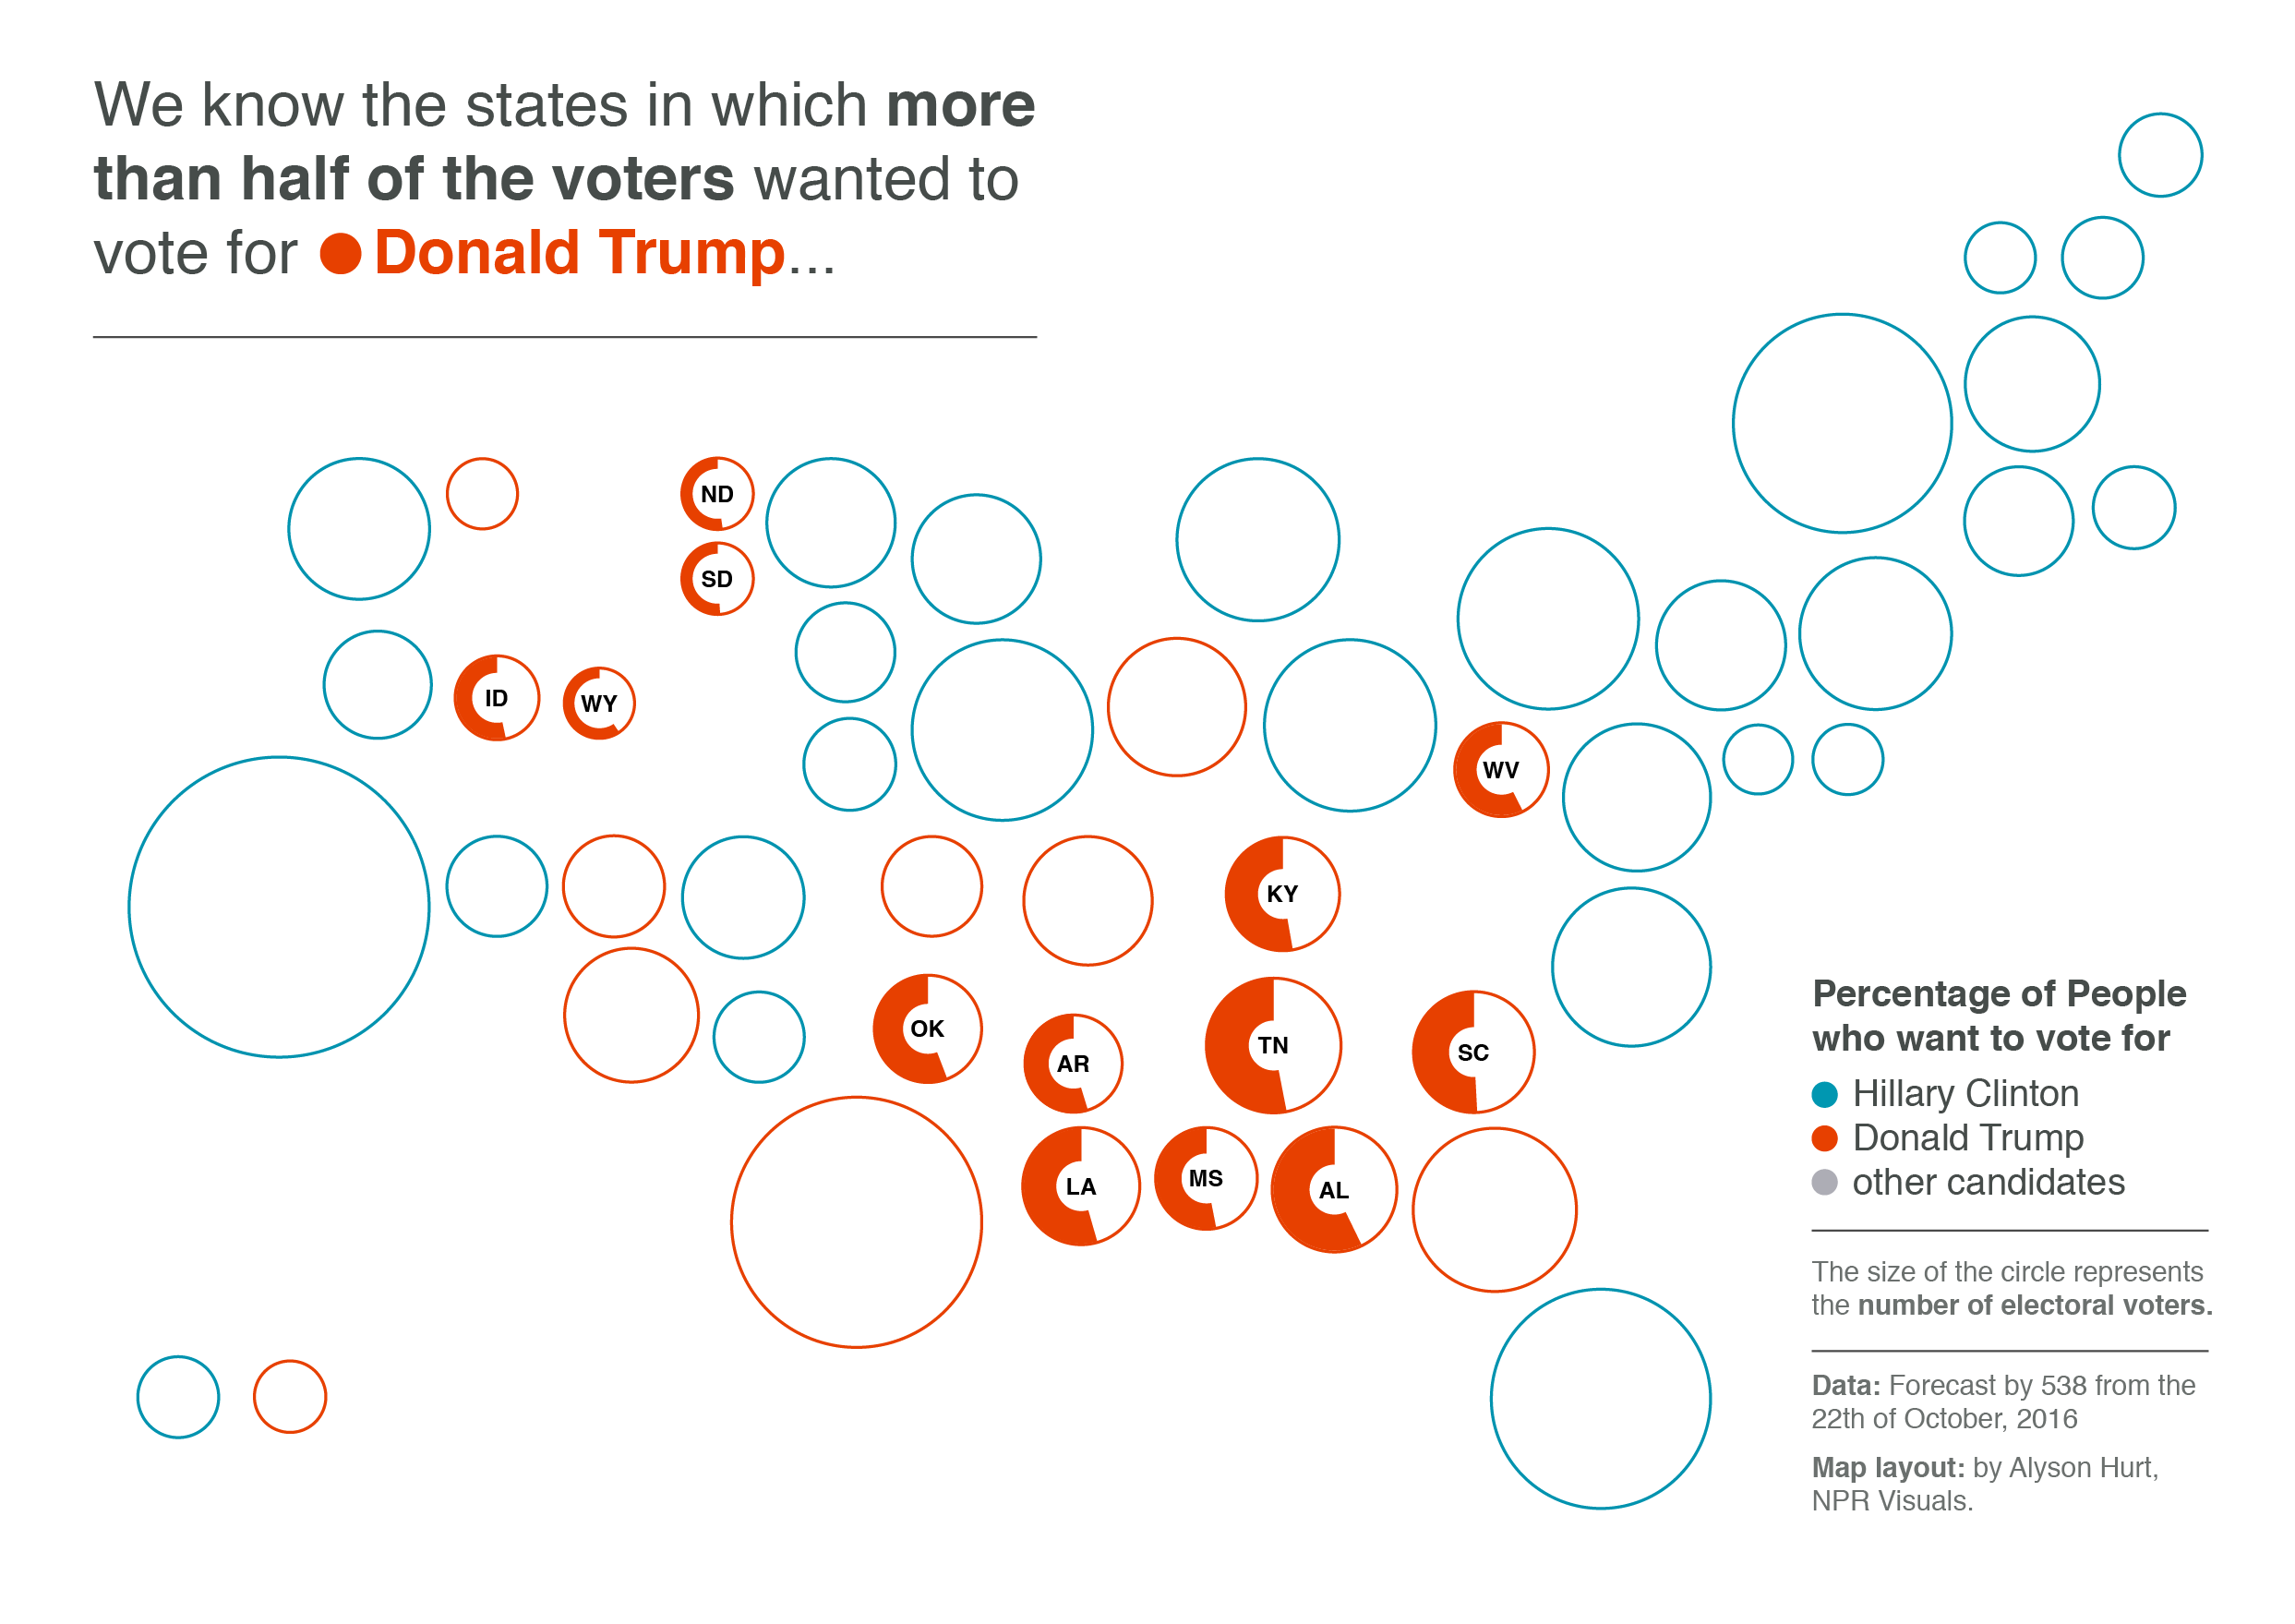 We know the states in which more
than half of the voters wanted to
vote for Donald Trump...
ND
SD
ID
WY
WV
KY
OK
AR
TN
SC
LA
MS
AL
Percentage of People
who want to vote for
Hillary Clinton
Donald Trump
other candidates
The size of the circle represents
the number of electoral voters.
Data: Forecast by 538 from the
22th of October, 2016
Map layout: by Alyson Hurt,
NPR Visuals.